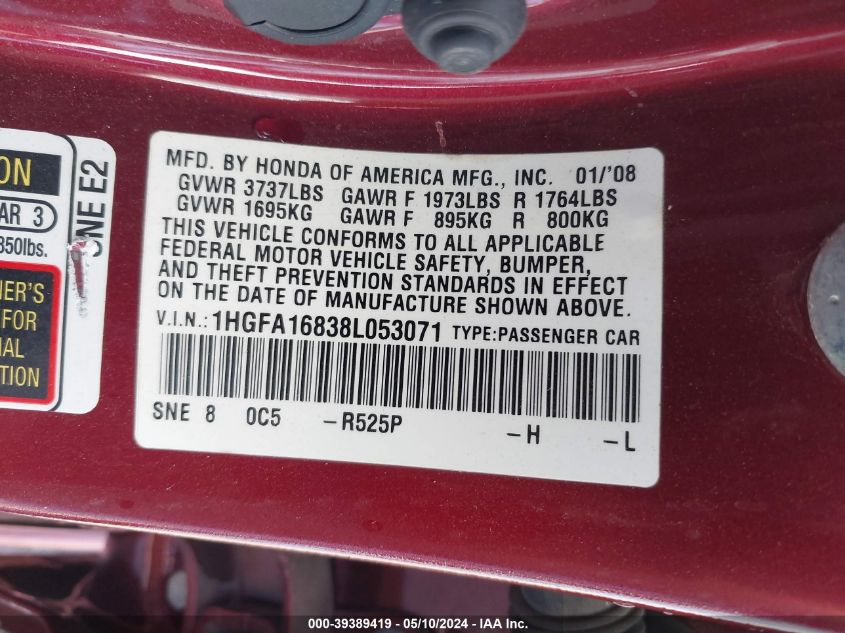 ON
AR 3
850lbs.
NER'S
FOR
IAL
TION
SNE E2
MFD. BY HONDA OF AMERICA MFG., INC. 01/'08
GVWR 3737LBS GAWR F 1973LBS R 1764LBS
GVWR 1695KG GAWR F 895KG R 800KG
THIS VEHICLE CONFORMS TO ALL APPLICABLE
FEDERAL MOTOR VEHICLE SAFETY, BUMPER,
AND THEFT PREVENTION STANDARDS IN EFFECT
ON THE DATE OF MANUFACTURE SHOWN ABOVE.
V.I.N.: 1HGFA16838L053071 TYPE:PASSENGER CAR
SNE 8 0C5 -R525P -H -L
000-39389419 - 05/10/2024 - IAA, Inc.